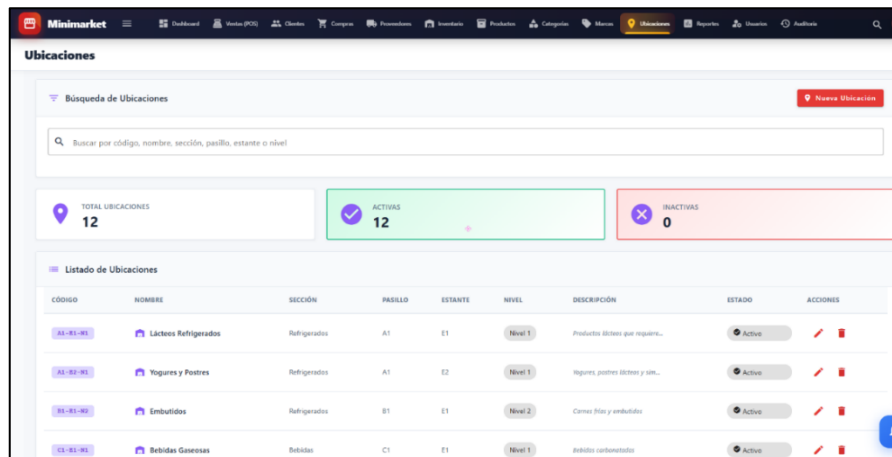 Minimarket Dashboard Ventas (POS) Clientes Compras Proveedores Inventario Productos Categorías Marcas Ubicaciones Reportes Usuarios Auditoría
Ubicaciones
Búsqueda de Ubicaciones Nueva Ubicación
Buscar por código, nombre, sección, pasillo, estante o nivel
TOTAL UBICACIONES ACTIVAS INACTIVAS
12 12 0
Listado de Ubicaciones
CÓDIGO NOMBRE SECCIÓN PASILLO ESTANTE NIVEL DESCRIPCIÓN ESTADO ACCIONES
A1-E1-N1 Lácteos Refrigerados Refrigerados A1 E1 Nivel 1 Productos lácteos que requiere... Activo
A1-E2-N1 Yogures y Postres Refrigerados A1 E2 Nivel 1 Yogures, postres lácteos y sim... Activo
B1-E1-N2 Embutidos Refrigerados B1 E1 Nivel 2 Carnes frías y embutidos Activo
C1-E1-N1 Bebidas Gaseosas Bebidas C1 E1 Nivel 1 Bebidas carbonatadas Activo